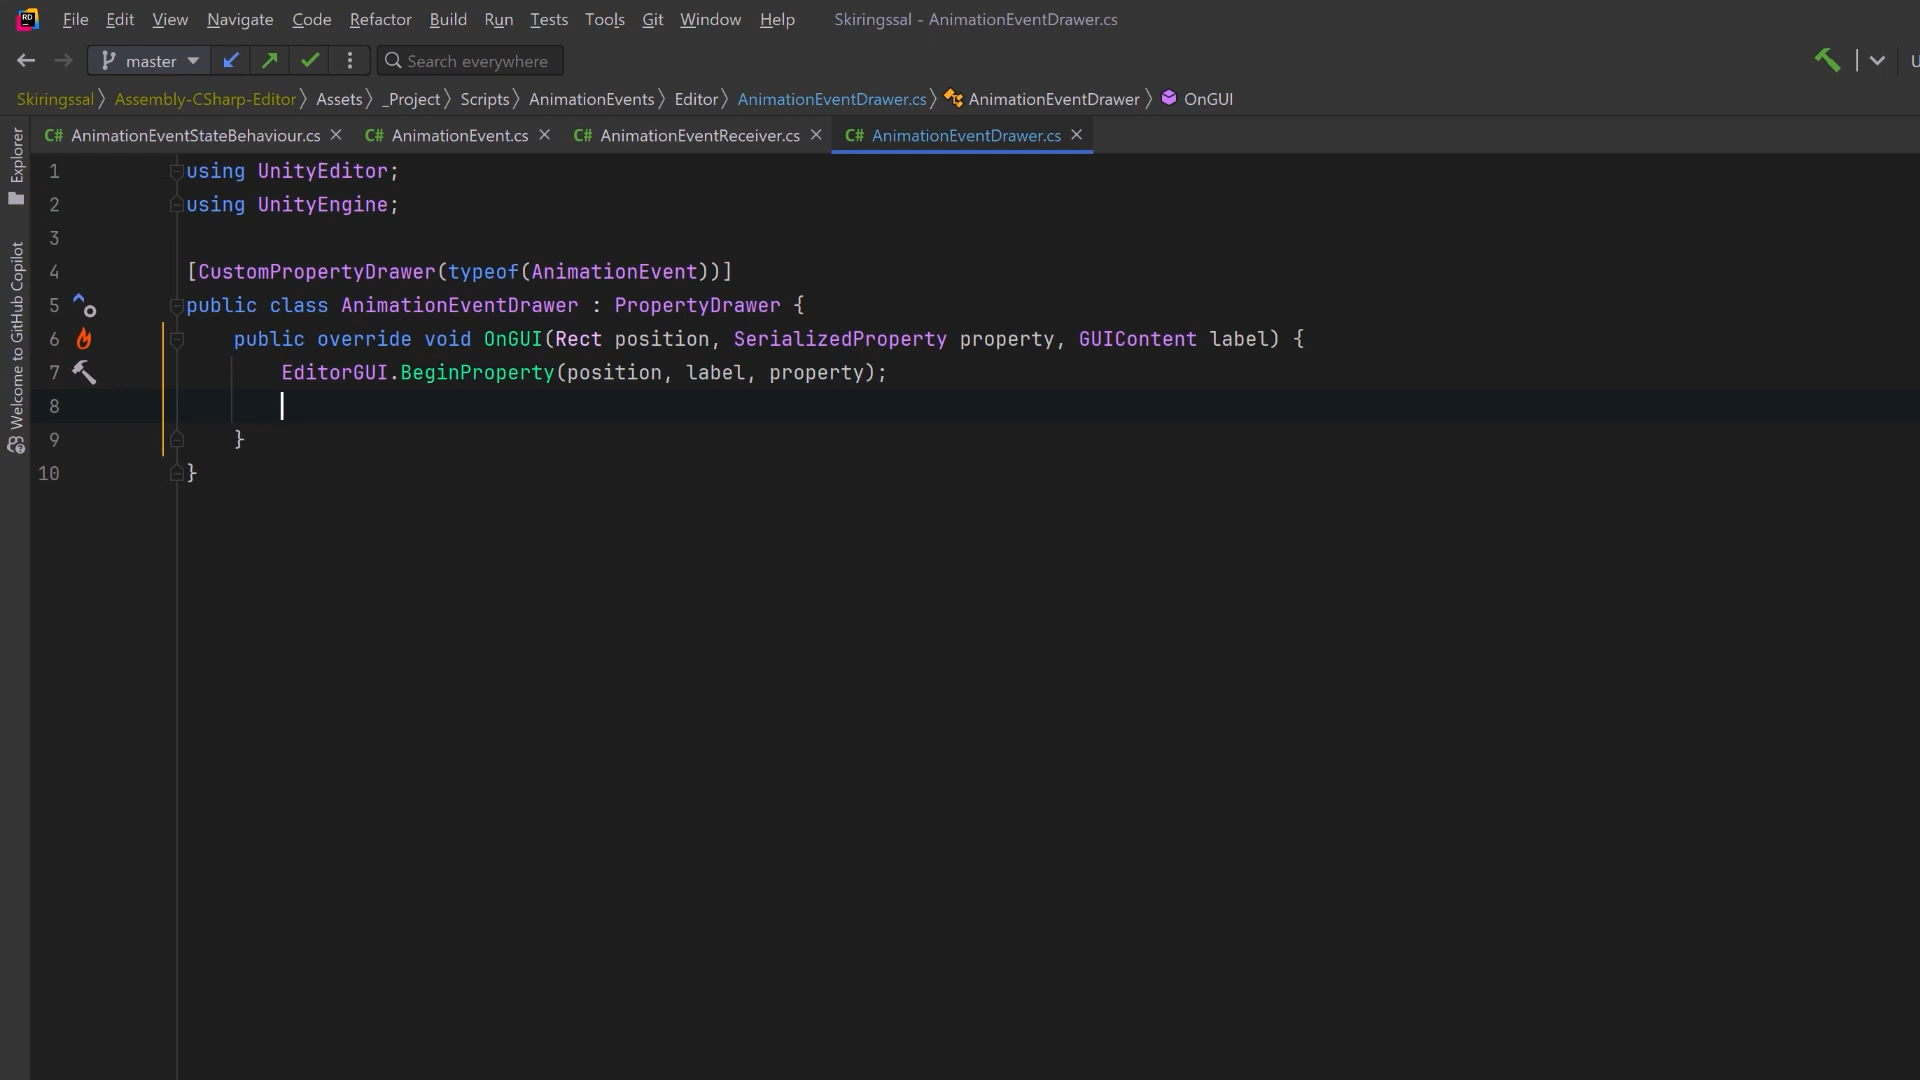 File Edit View Navigate Code Refactor Build Run Tests Tools Git Window Help Skiringssal - AnimationEventDrawer.cs
master Search everywhere U
Skiringssal Assembly-CSharp-Editor Assets _Project Scripts AnimationEvents Editor AnimationEventDrawer.cs AnimationEventDrawer OnGUI
C# AnimationEventStateBehaviour.cs C# AnimationEvent.cs C# AnimationEventReceiver.cs C# AnimationEventDrawer.cs
Explorer
Welcome to GitHub Copilot
1 using UnityEditor;
2 using UnityEngine;
3
4 [CustomPropertyDrawer(typeof(AnimationEvent))]
5 public class AnimationEventDrawer : PropertyDrawer {
6 public override void OnGUI(Rect position, SerializedProperty property, GUIContent label) {
7 EditorGUI.BeginProperty(position, label, property);
8
9 }
10 }